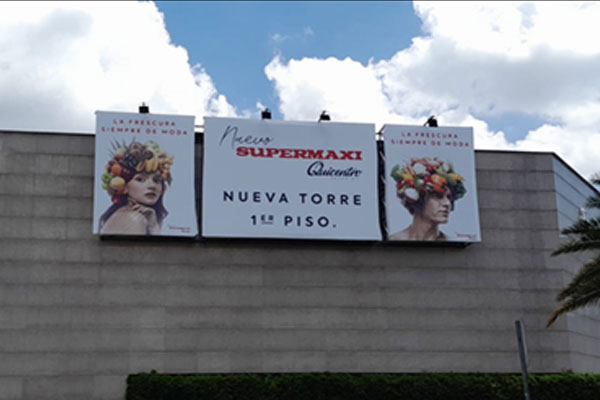 LA FRESCURA
SIEMPRE DE MODA
Nuevo
SUPERMAXI
Quicentro
NUEVA TORRE
1ER PISO.
LA FRESCURA
SIEMPRE DE MODA